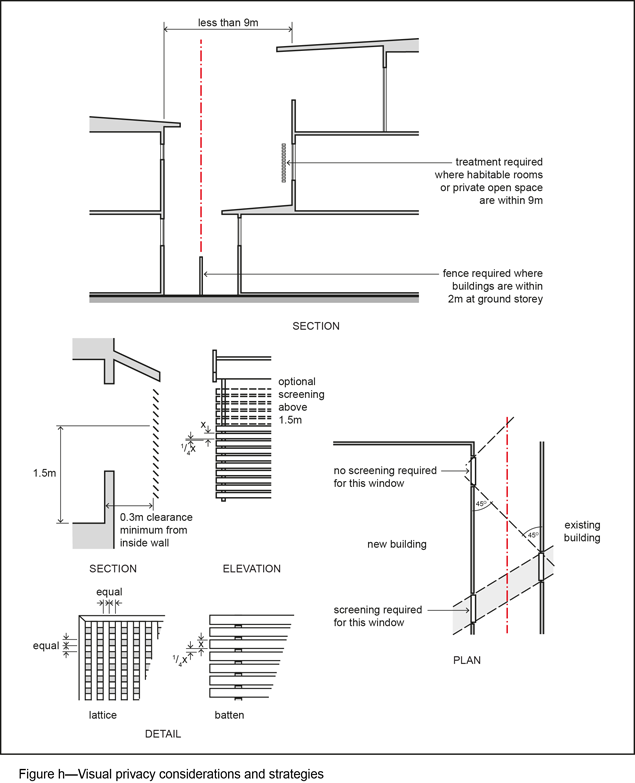 less than 9m
treatment required
where habitable rooms
or private open space
are within 9m
fence required where
buildings are within
2m at ground storey
SECTION
optional
screening
above
1.5m
x
1/4x
1.5m
0.3m clearance
minimum from
inside wall
SECTION
ELEVATION
no screening required
for this window
45°
45°
existing
building
new building
screening required
for this window
PLAN
equal
equal
lattice
x
1/4x
batten
DETAIL
Figure h—Visual privacy considerations and strategies